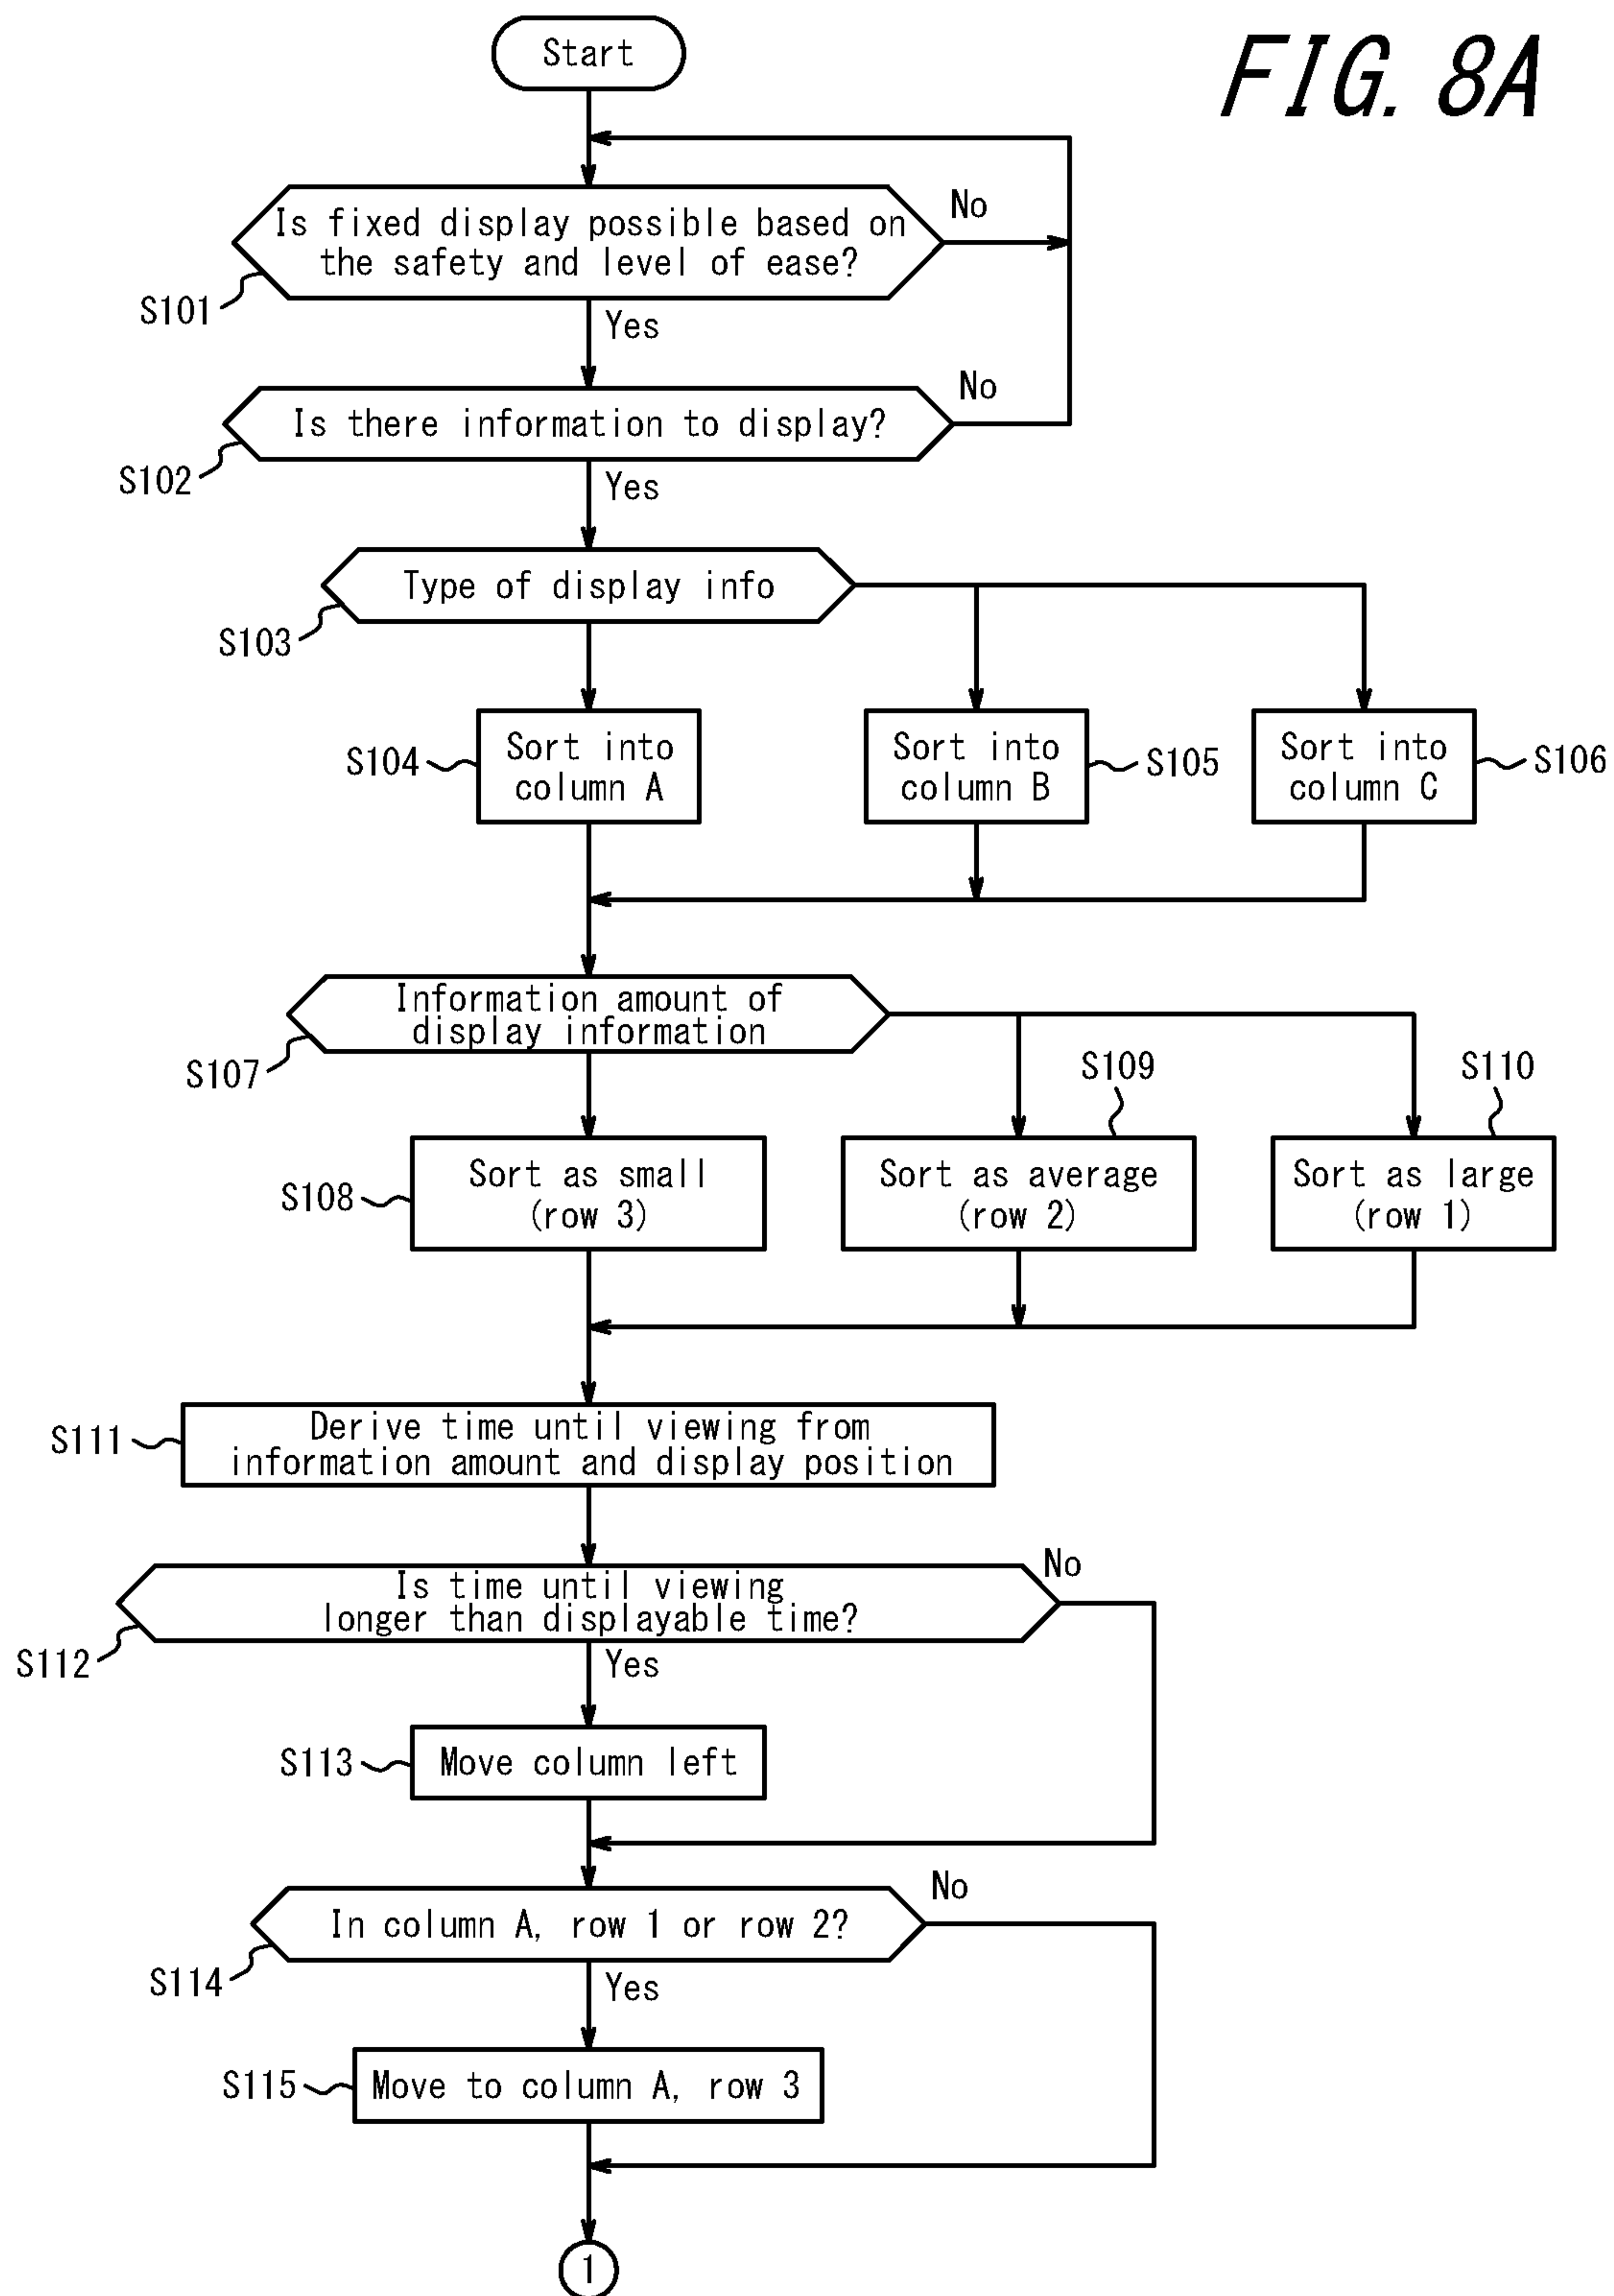 FIG. 8A
Start
Is fixed display possible based on
the safety and level of ease?
No
S101
Yes
Is there information to display?
No
S102
Yes
Type of display info
S103
Sort into
column A
S104
Sort into
column B
S105
Sort into
column C
S106
Information amount of
display information
S107
Sort as small
(row 3)
S108
S109
Sort as average
(row 2)
S110
Sort as large
(row 1)
S111
Derive time until viewing from
information amount and display position
Is time until viewing
longer than displayable time?
No
S112
Yes
S113
Move column left
In column A, row 1 or row 2?
No
S114
Yes
S115
Move to column A, row 3
1